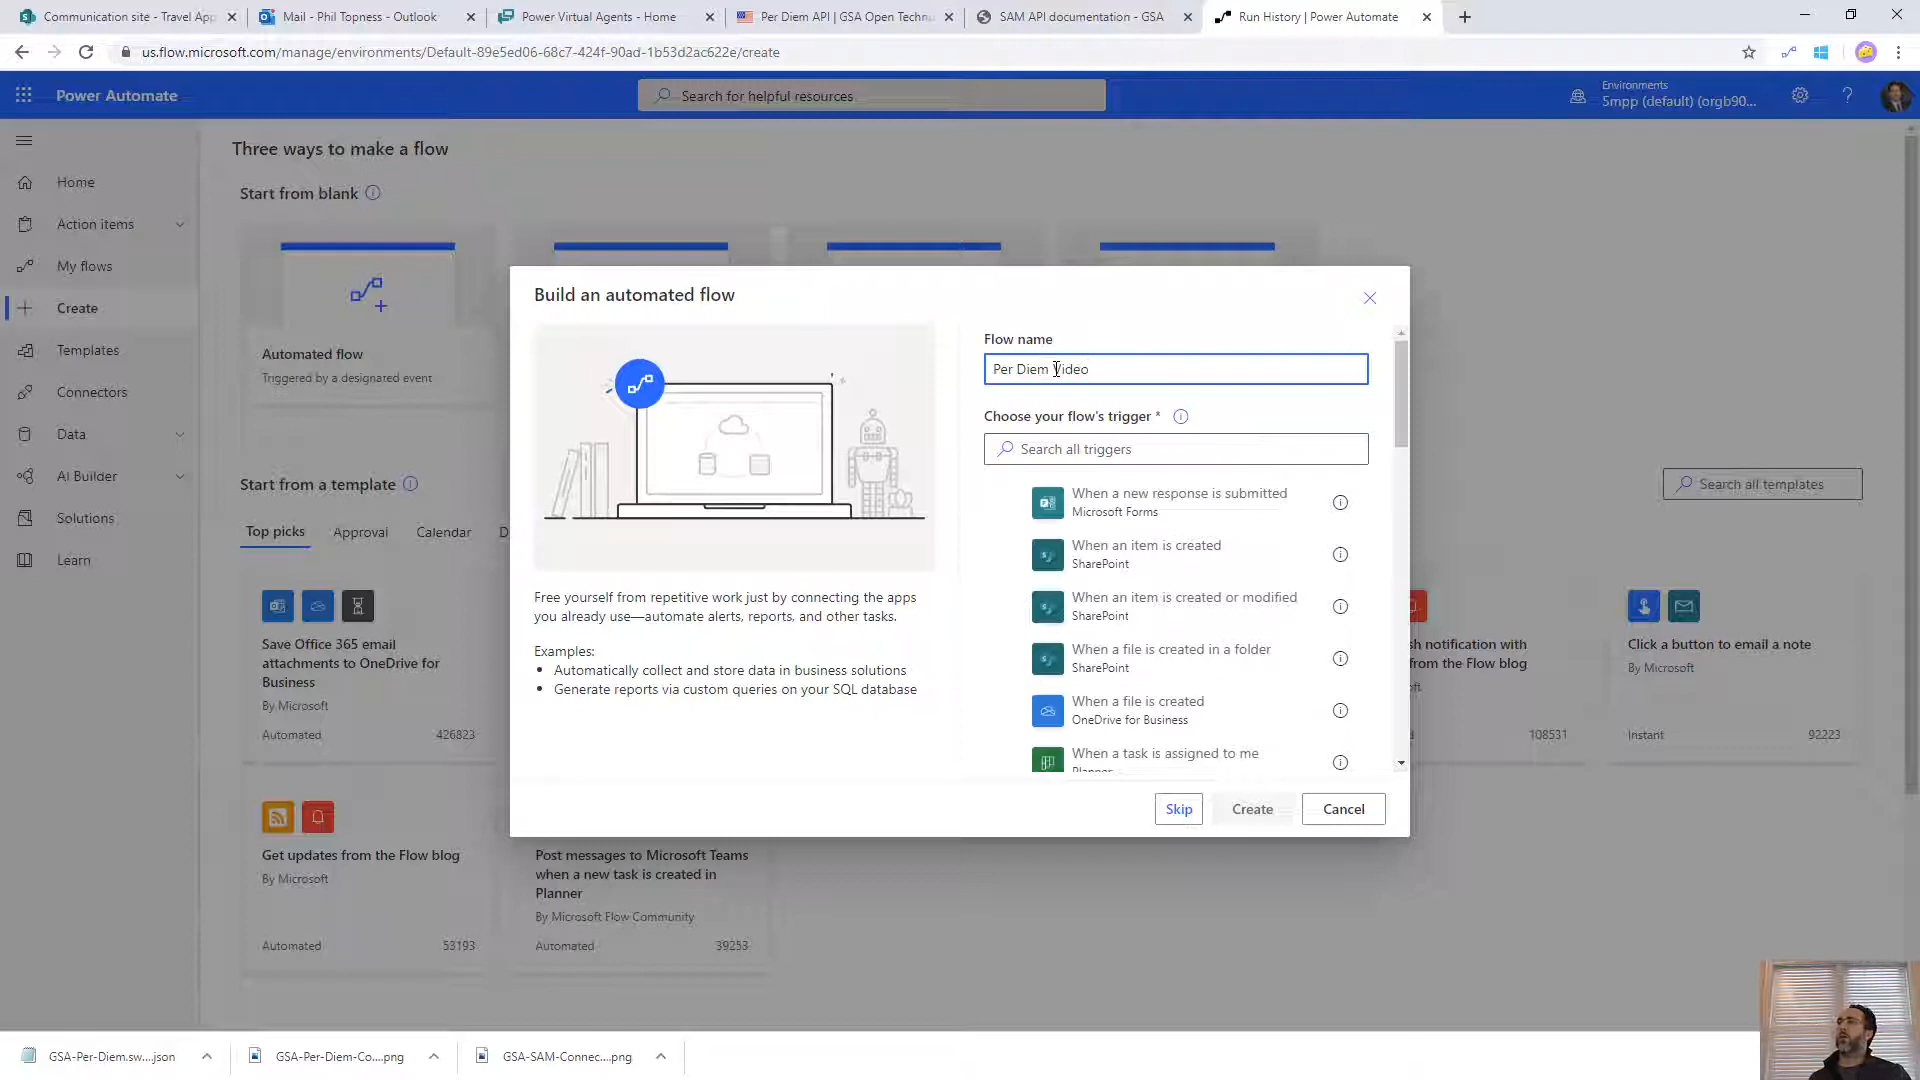 Communication site - Travel App
Mail - Phil Topness - Outlook
Power Virtual Agents - Home
Per Diem API | GSA Open Techn
SAM API documentation - GSA
Run History | Power Automate
us.flow.microsoft.com/manage/environments/Default-89e5ed06-68c7-424f-90ad-1b53d2ac622e/create
Power Automate
Search for helpful resources
Environments
Smpp (default) (orgb90...
Home
Action items
My flows
Create
Templates
Connectors
Data
AI Builder
Solutions
Learn
Three ways to make a flow
Start from blank
Automated flow
Triggered by a designated event
Start from a template
Search all templates
Top picks
Approval
Calendar
D
Build an automated flow
Free yourself from repetitive work just by connecting the apps
you already use—automate alerts, reports, and other tasks.
Examples:
• Automatically collect and store data in business solutions
• Generate reports via custom queries on your SQL database
Flow name
Per Diem Video
Choose your flow's trigger *
Search all triggers
When a new response is submitted
Microsoft Forms
When an item is created
SharePoint
When an item is created or modified
SharePoint
When a file is created in a folder
SharePoint
When a file is created
OneDrive for Business
When a task is assigned to me
Planner
Skip
Create
Cancel
Save Office 365 email
attachments to OneDrive for
Business
By Microsoft
Automated
426823
sh notification with
from the Flow blog
ft
d
108531
Click a button to email a note
By Microsoft
Instant
92223
Get updates from the Flow blog
By Microsoft
Automated
53193
Post messages to Microsoft Teams
when a new task is created in
Planner
By Microsoft Flow Community
Automated
39253
GSA-Per-Diem.sw....json
GSA-Per-Diem-Co....png
GSA-SAM-Connec....png